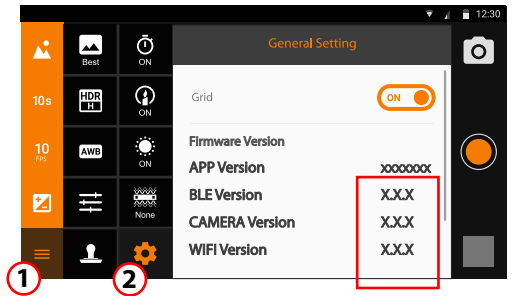 12:30
General Setting
10s
10
FPS
Best
HDR
H
AWB
ON
ON
ON
None
Grid
ON
Firmware Version
APP Version xxxxxxx
BLE Version X.X.X
CAMERA Version X.X.X
WIFI Version X.X.X
1
2